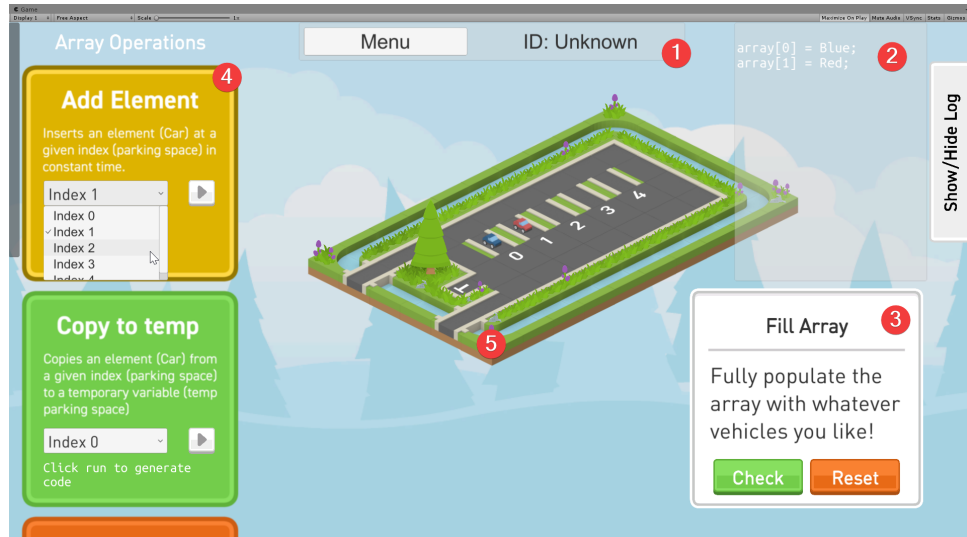 Game
Display 1 Free Aspect Scale 1x Maximize On Play Mute Audio VSync Stats Gizmos
Array Operations
Menu
ID: Unknown
1
array[0] = Blue;
array[1] = Red;
2
Show/Hide Log
4
Add Element
Inserts an element (Car) at a
given index (parking space) in
constant time.
Index 1
Index 0
Index 1
Index 2
Index 3
Index 4
0
1
2
3
4
T
5
Copy to temp
Copies an element (Car) from
a given index (parking space)
to a temporary variable (temp
parking space)
Index 0
Click run to generate
code
Fill Array
3
Fully populate the
array with whatever
vehicles you like!
Check
Reset